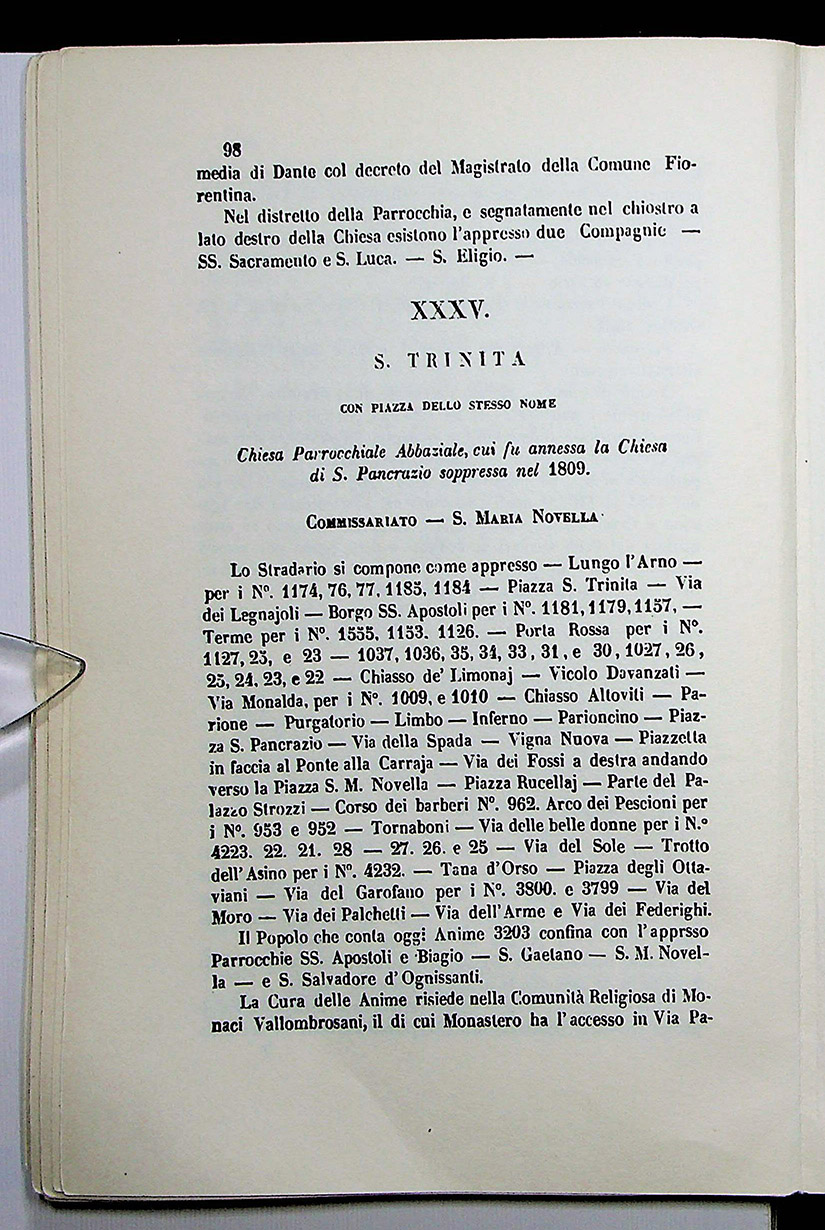 98
media di Dante col decreto del Magistrato della Comune Fio-
rentina.
Nel distretto della Parrocchia, e segnatamente nel chiostro a
lato destro della Chiesa esistono l'appresso due Compagnie —
SS. Sacramento e S. Luca. — S. Eligio. —
XXXV.
S. TRINITA
CON PIAZZA DELLO STESSO NOME
Chiesa Parrocchiale Abbaziale, cui fu annessa la Chiesa
di S. Pancrazio soppressa nel 1809.
COMMISSARIATO — S. MARIA NOVELLA
Lo Stradario si compone come appresso — Lungo l'Arno —
per i N°. 1174, 76, 77, 1185, 1184 — Piazza S. Trinita — Via
dei Legnajoli — Borgo SS. Apostoli per i N°. 1181, 1179, 1157, —
Terme per i N°. 1555. 1153. 1126. — Porta Rossa per i N°.
1127, 25, e 23 — 1037, 1036, 35, 34, 33, 31, e 30, 1027, 26,
25, 24, 23, e 22 — Chiasso de' Limonaj — Vicolo Davanzati —
Via Monalda, per i N°. 1009, e 1010 — Chiasso Altoviti — Pa-
rione — Purgatorio — Limbo — Inferno — Parioncino — Piaz-
za S. Pancrazio — Via della Spada — Vigna Nuova — Piazzetta
in faccia al Ponte alla Carraja — Via dei Fossi a destra andando
verso la Piazza S. M. Novella — Piazza Rucellaj — Parte del Pa-
lazzo Strozzi — Corso dei barberi N°. 962. Arco dei Pescioni per
i N°. 953 e 952 — Tornaboni — Via delle belle donne per i N.°
4223. 22. 21. 28 — 27. 26. e 25 — Via del Sole — Trotto
dell'Asino per i N°. 4232. — Tana d'Orso — Piazza degli Otta-
viani — Via del Garofano per i N°. 3800. e 3799 — Via del
Moro — Via dei Palchetti — Via dell'Arme e Via dei Federighi.
Il Popolo che conta oggi Anime 3203 confina con l'apprsso
Parrocchie SS. Apostoli e Biagio — S. Gaetano — S. M. Novel-
la — e S. Salvadore d'Ognissanti.
La Cura delle Anime risiede nella Comunità Religiosa di Mo-
naci Vallombrosani, il di cui Monastero ha l'accesso in Via Pa-